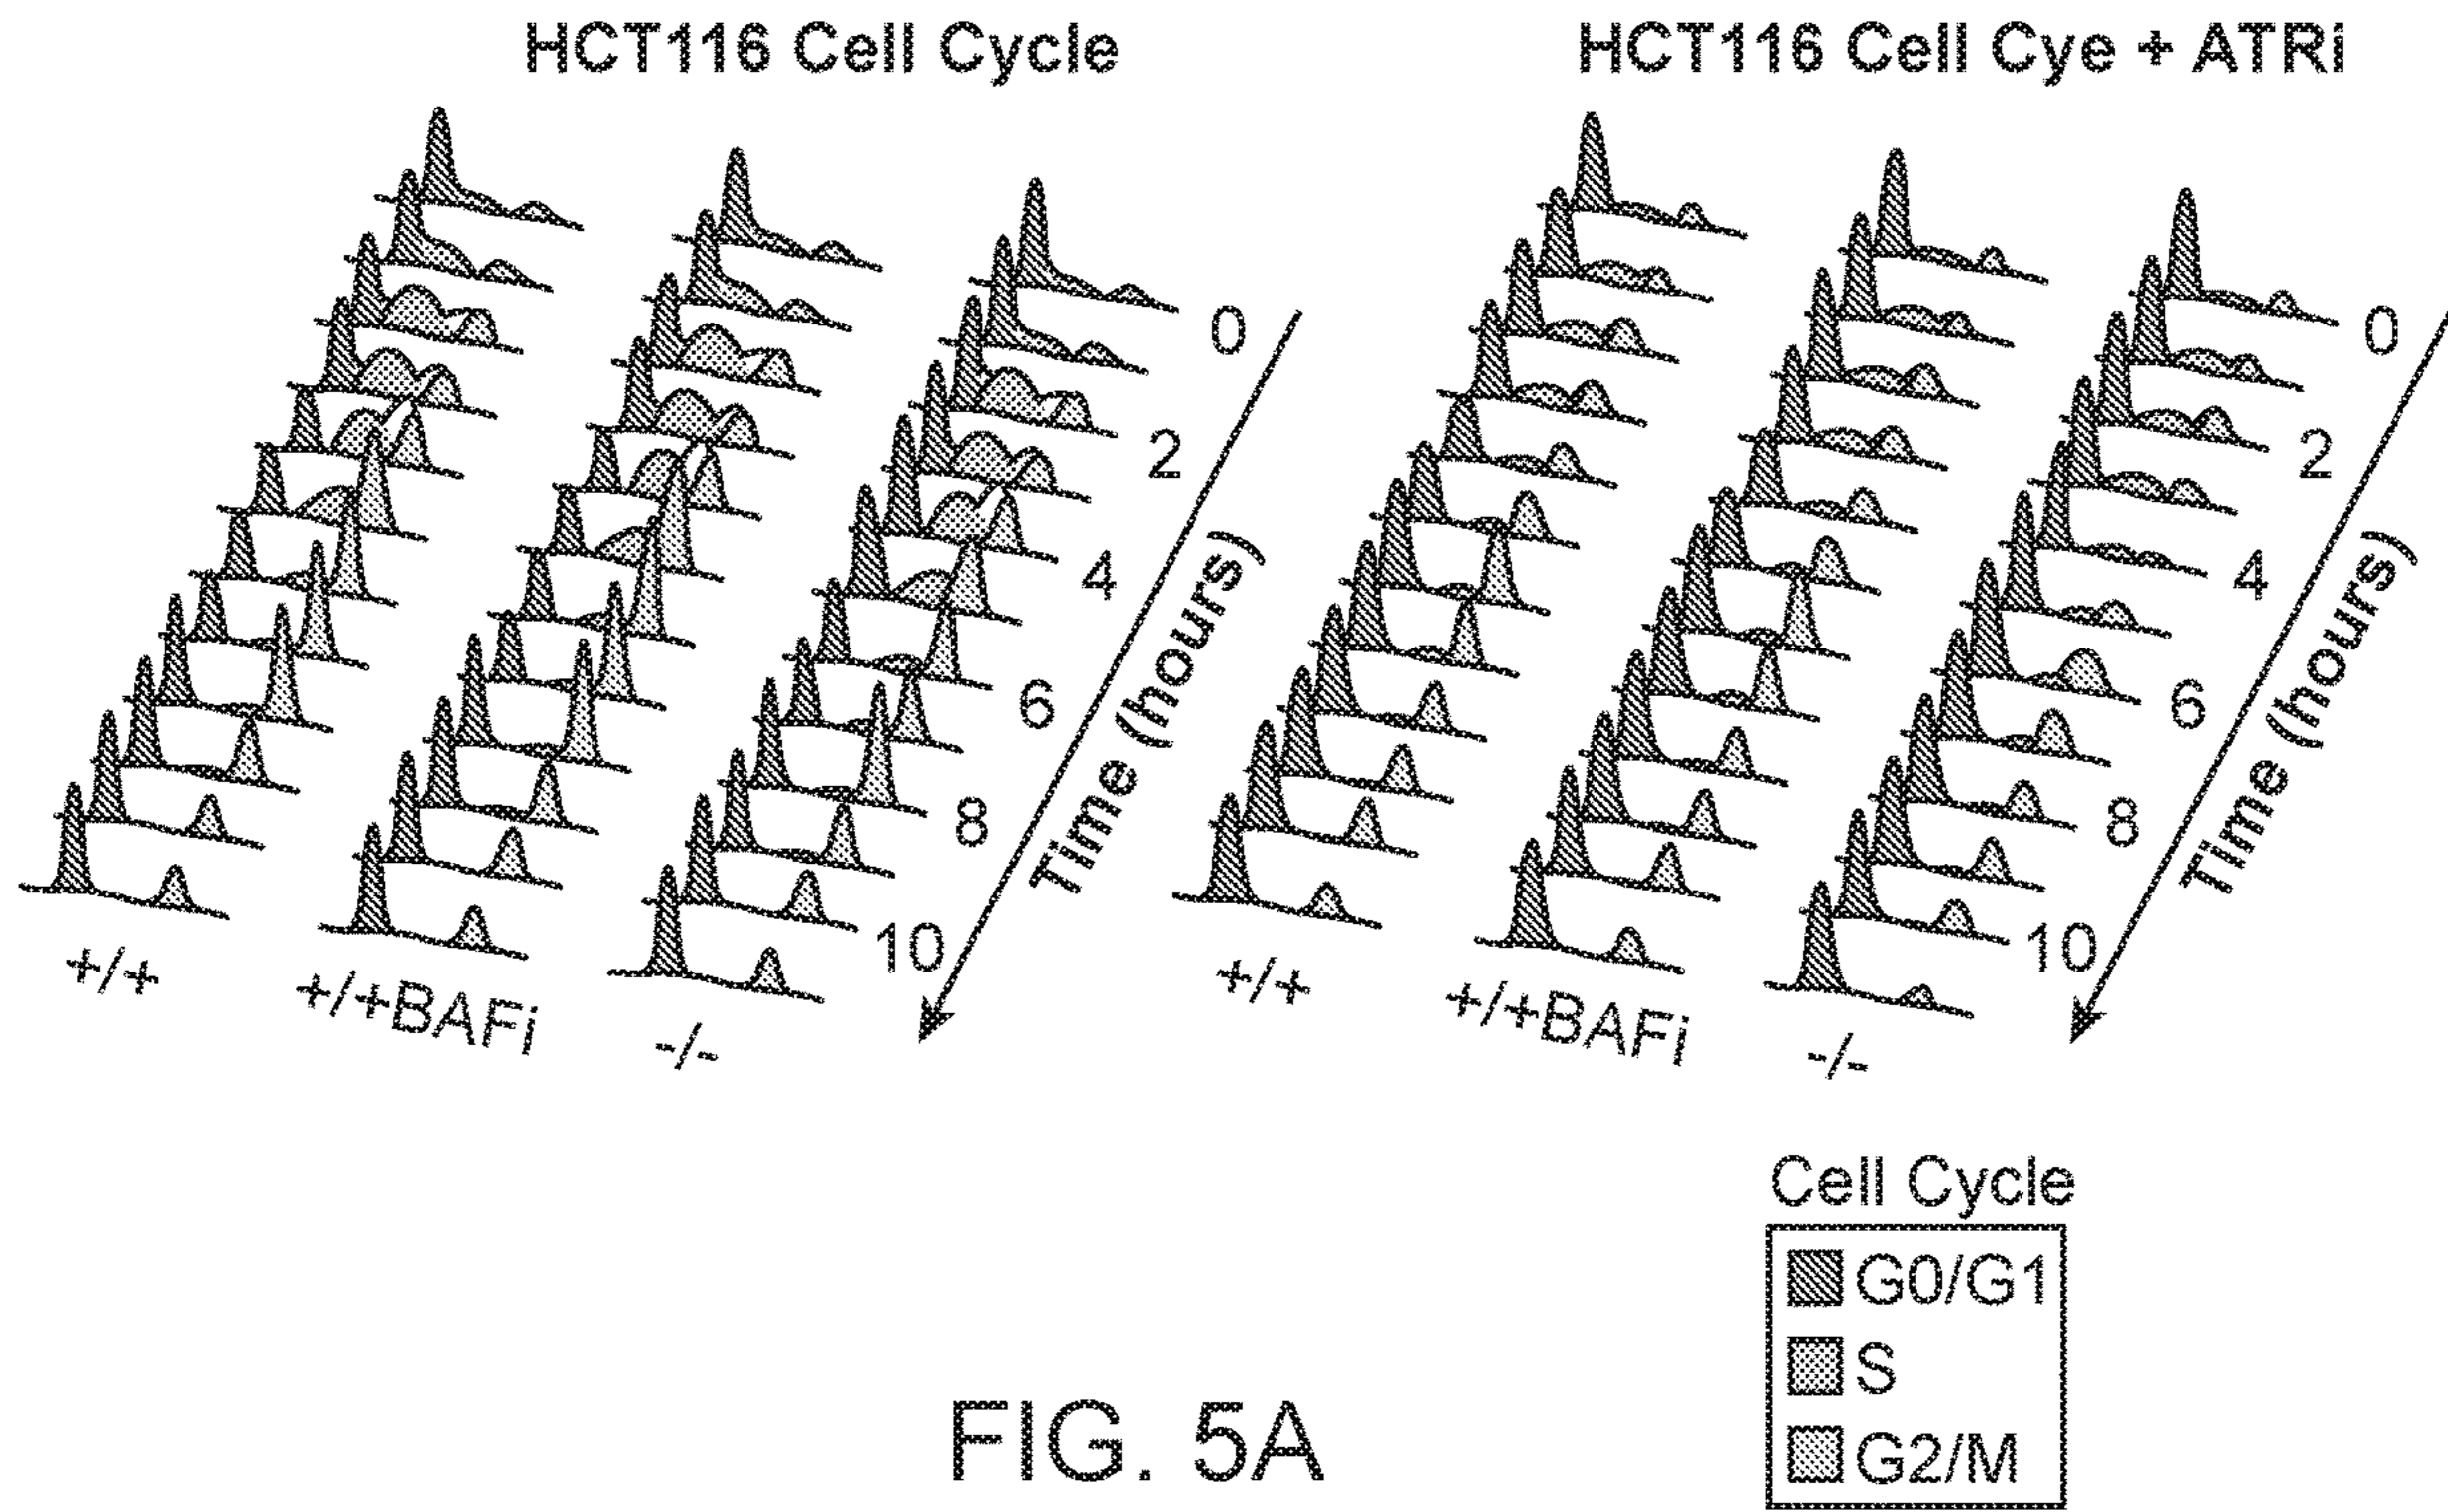 HCT116 Cell Cycle
HCT116 Cell Cye + ATRi
0
2
4
6
8
10
Time (hours)
+/+
+/+BAFi
-/-
0
2
4
6
8
10
Time (hours)
+/+
+/+BAFi
-/-
Cell Cycle
G0/G1
S
G2/M
FIG. 5A